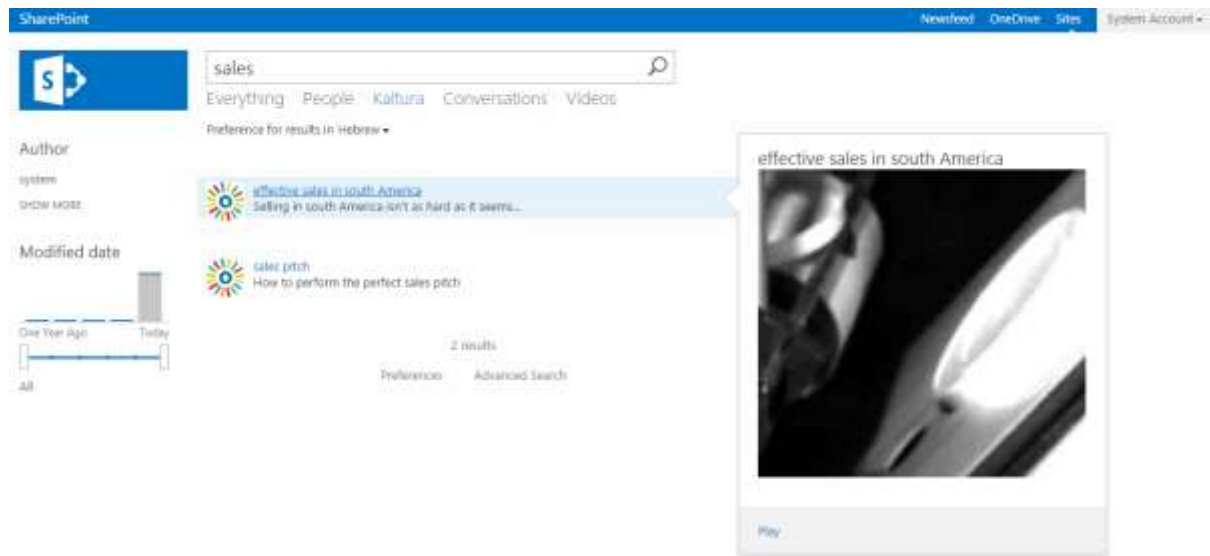 SharePoint
Newsfeed OneDrive Sites System Account
S
sales
Everything People Kaltura Conversations Videos
Preference for results in Hebrew
Author
system
SHOW MORE
Modified date
One Year Ago Today
All
effective sales in south America
Selling in south America isn't as hard as it seems...
sales pitch
How to perform the perfect sales pitch
2 results
Preferences Advanced Search
effective sales in south America
Play